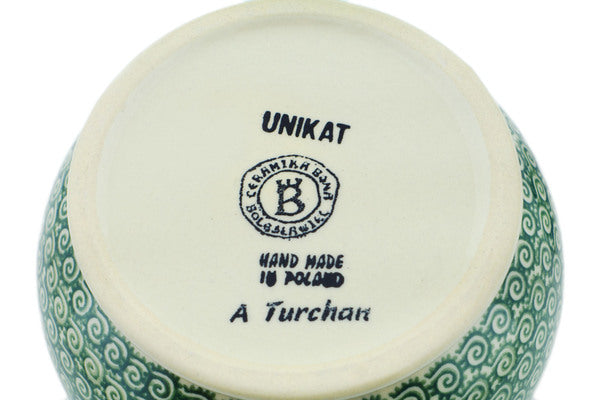 UNIKAT
CERAMIKA BONA
BOLESŁAWIEC
B
HAND MADE
IN POLAND
A Turchan